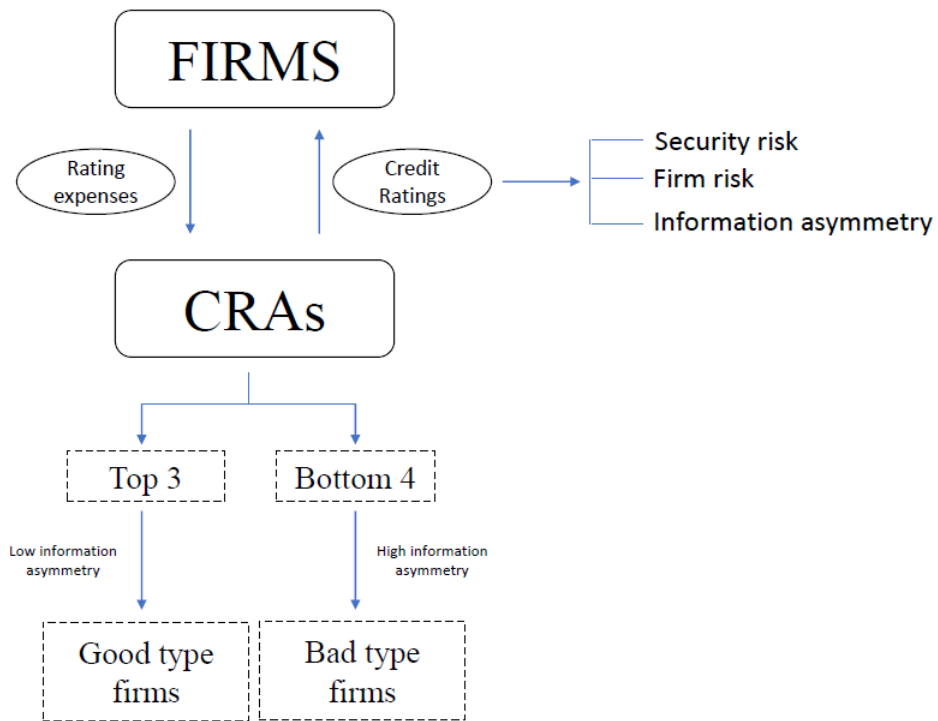 FIRMS
Rating
expenses
Credit
Ratings
Security risk
Firm risk
Information asymmetry
CRAs
Top 3
Bottom 4
Low information
asymmetry
High information
asymmetry
Good type
firms
Bad type
firms